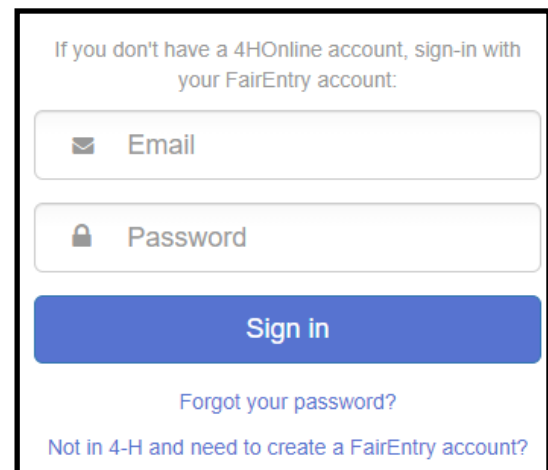 If you don't have a 4HOnline account, sign-in with
your FairEntry account:
Email
Password
Sign in
Forgot your password?
Not in 4-H and need to create a FairEntry account?